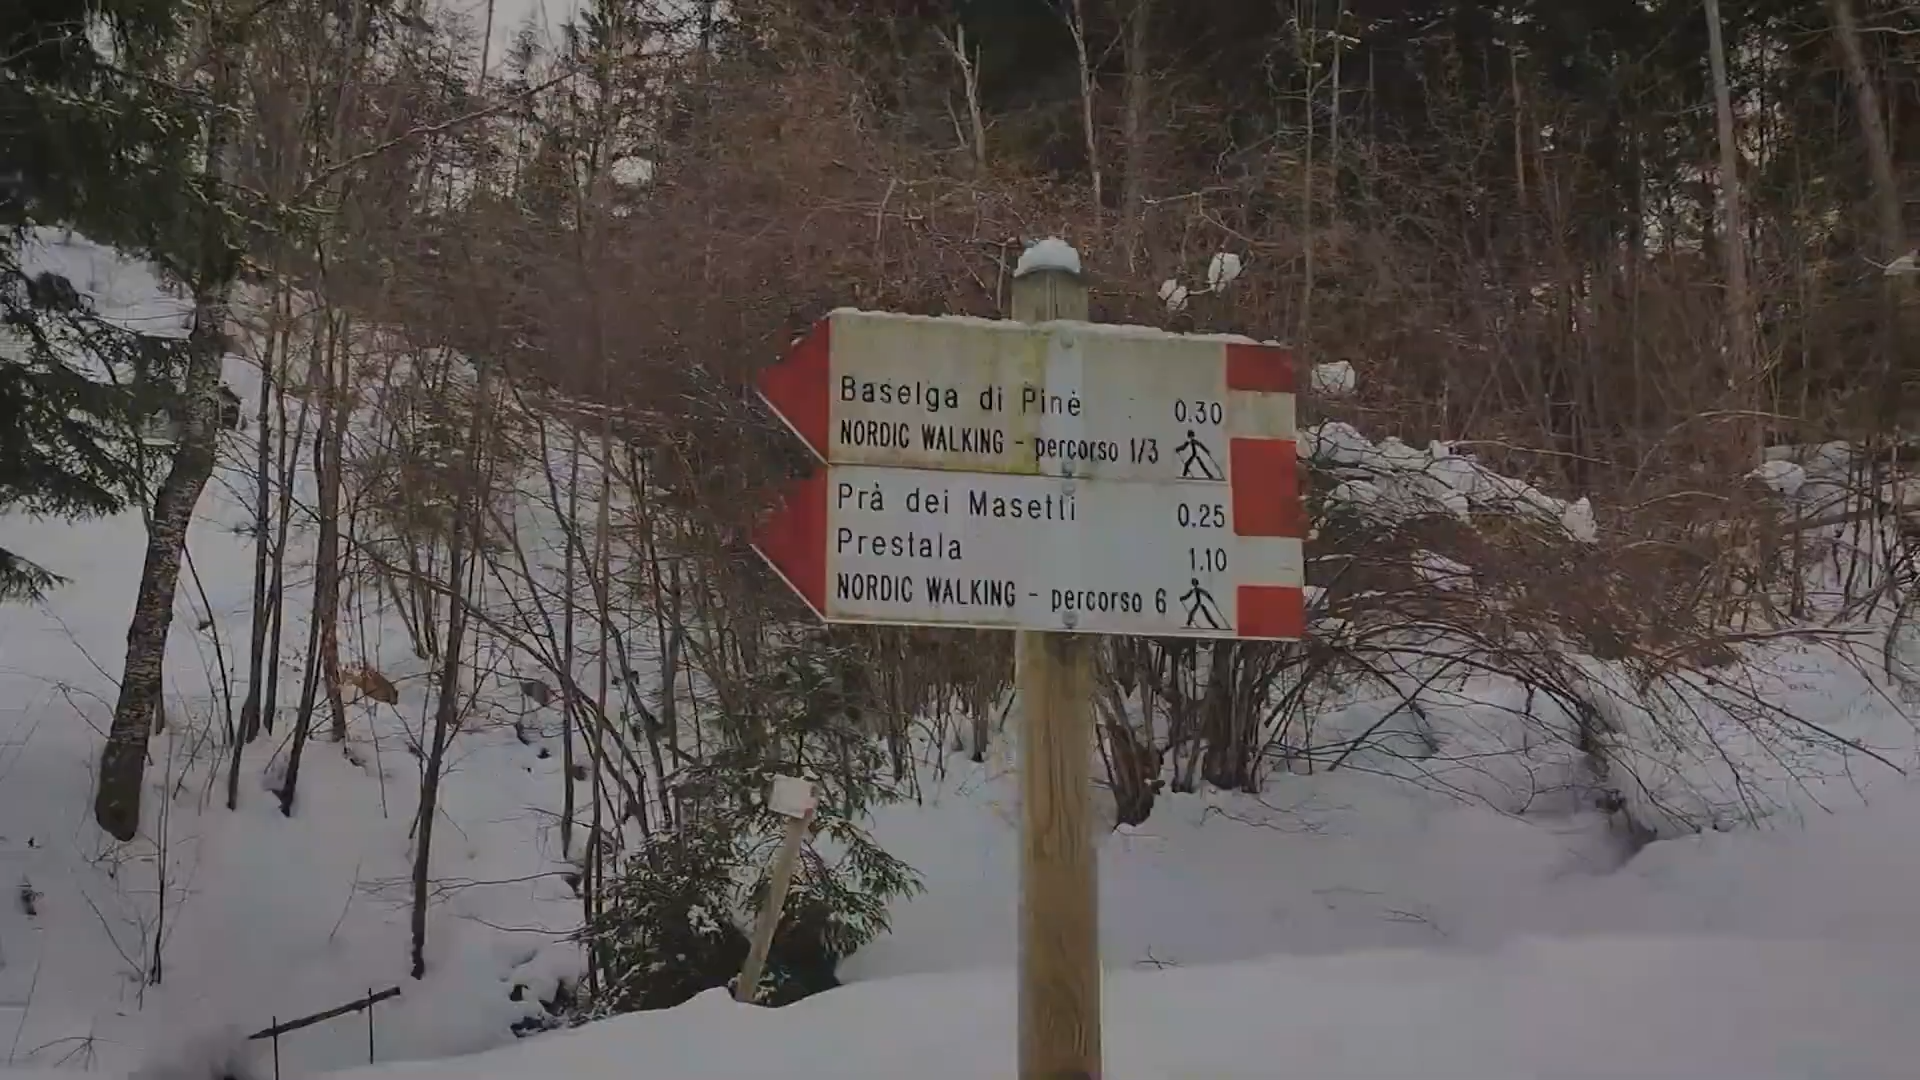 Baselga di Pinè 0.30
NORDIC WALKING - percorso 1/3
Prà dei Masetti 0.25
Prestala 1.10
NORDIC WALKING - percorso 6